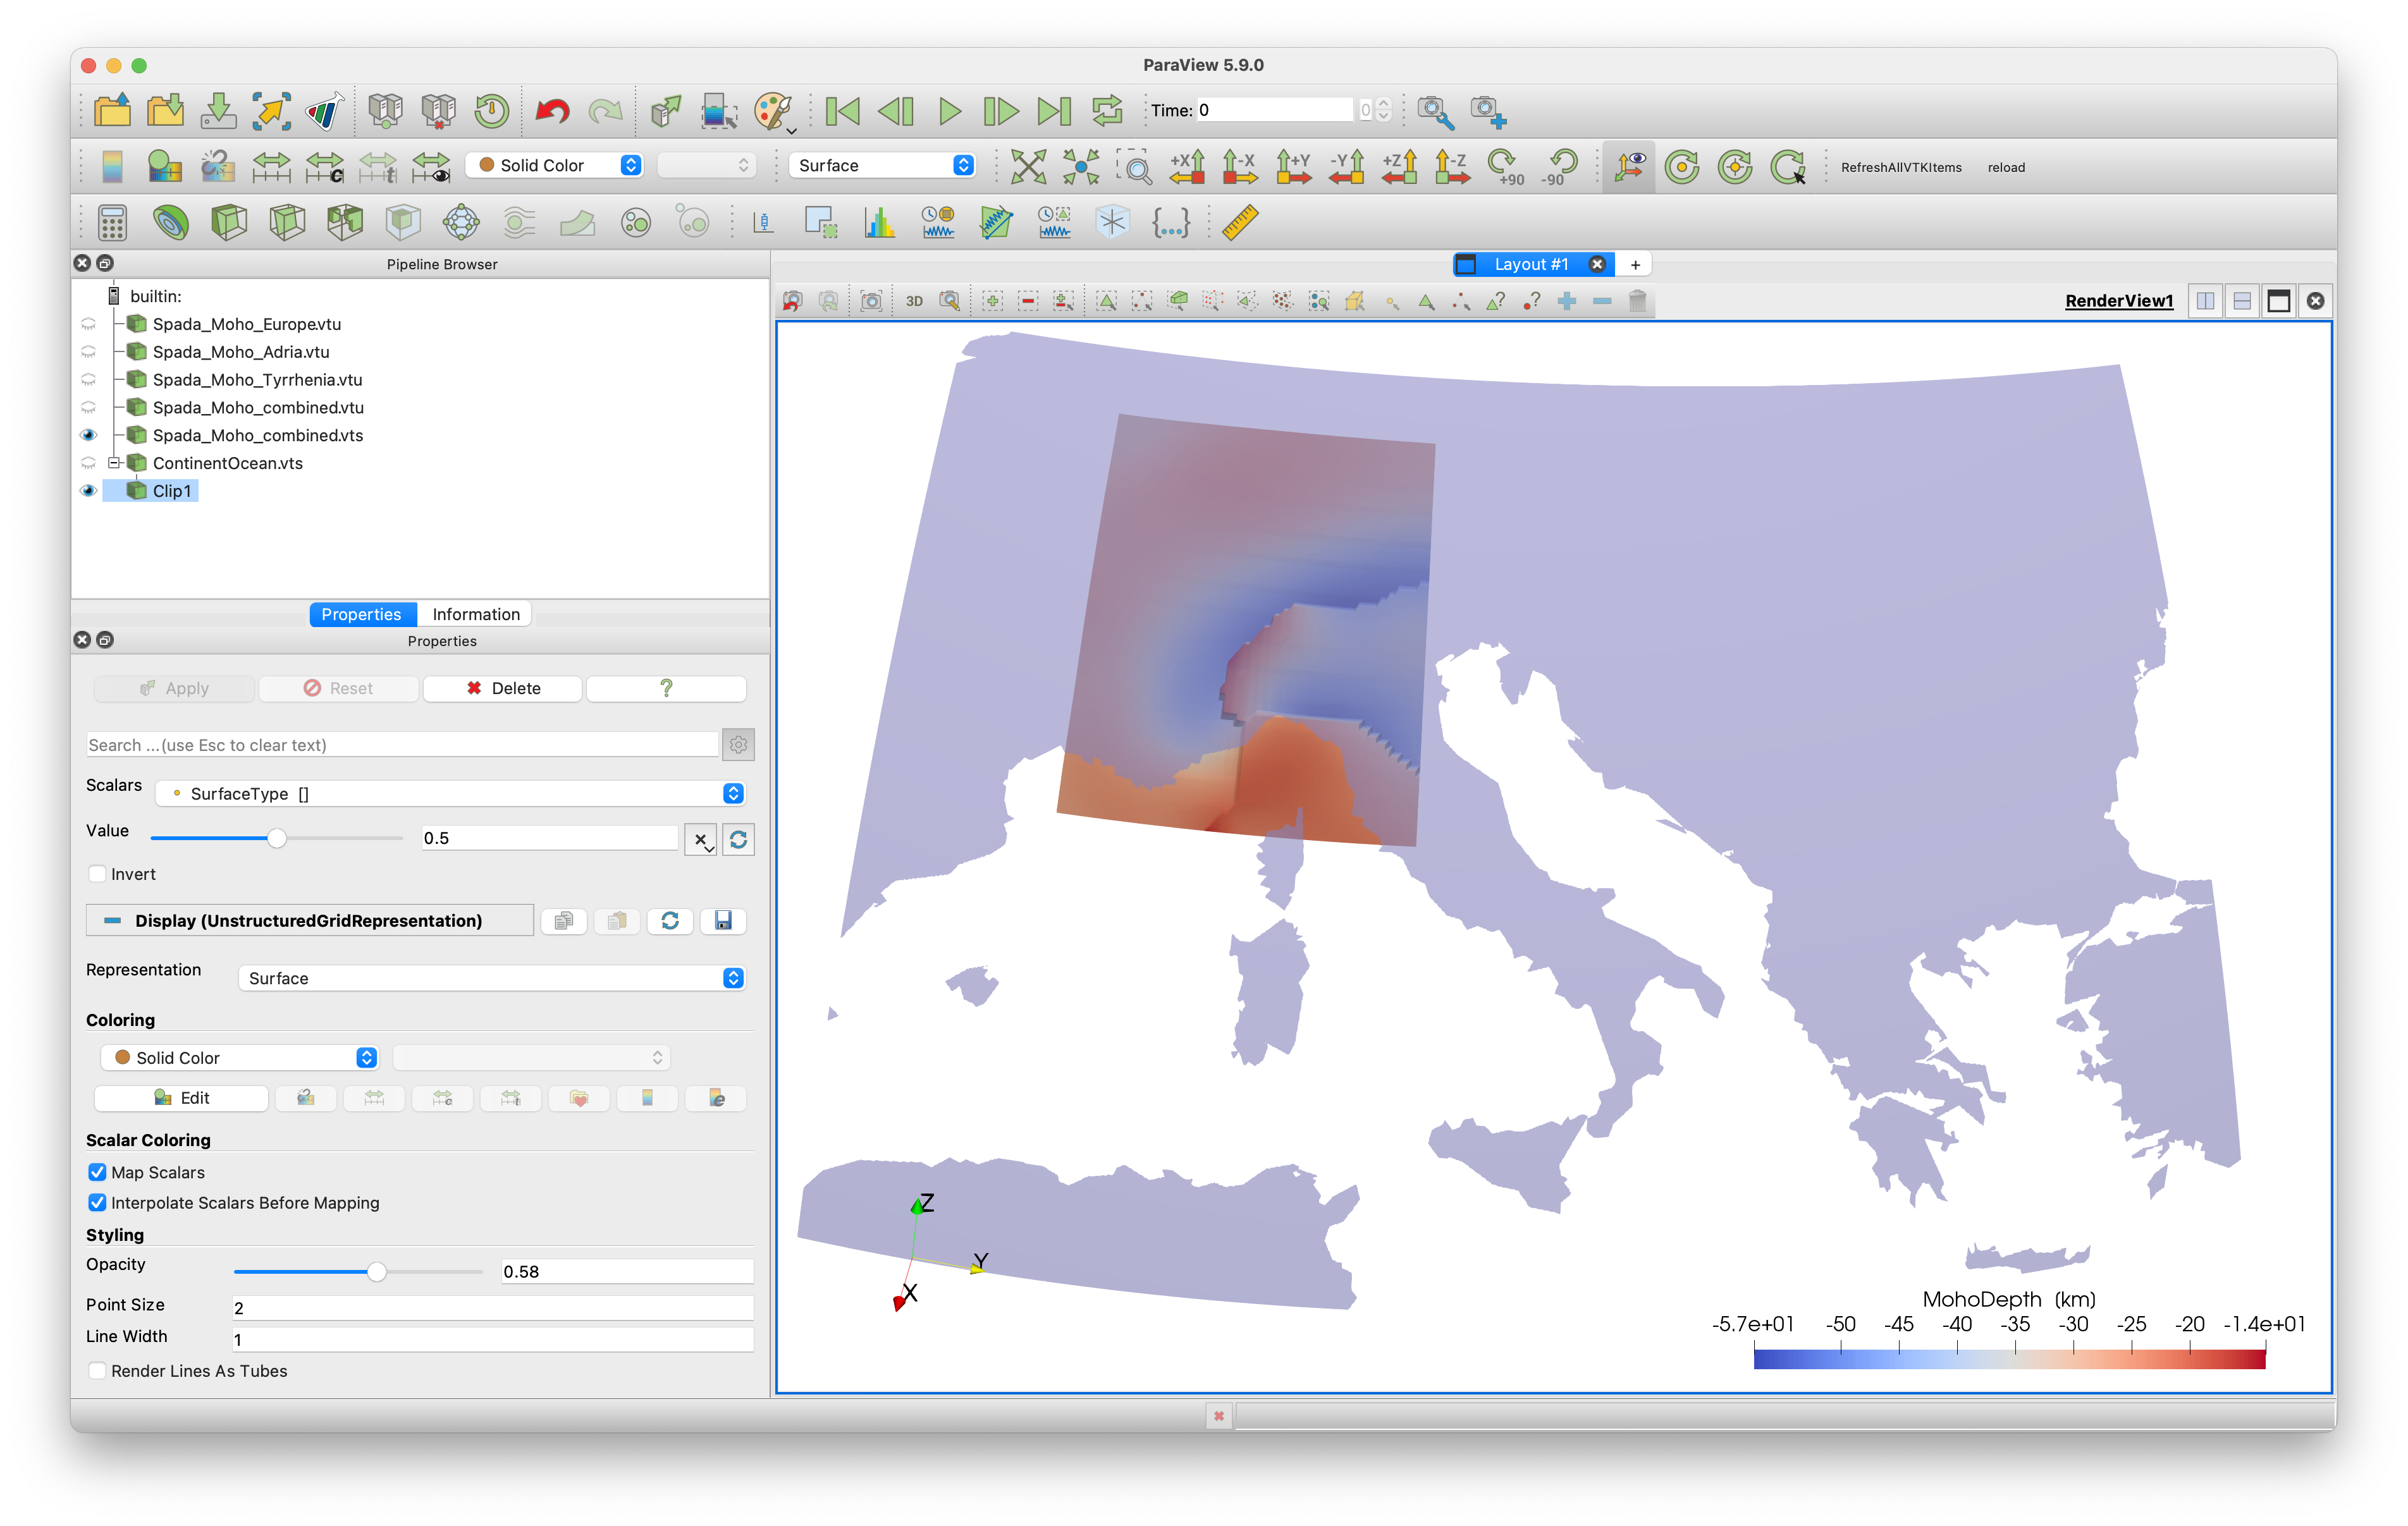 ParaView 5.9.0
Time: 0
0
Solid Color
Surface
+X
-X
+Y
-Y
+Z
-Z
+90
-90
RefreshAllVTKItems
reload
Pipeline Browser
Layout #1
+
builtin:
3D
RenderView1
Spada_Moho_Europe.vtu
Spada_Moho_Adria.vtu
Spada_Moho_Tyrrhenia.vtu
Spada_Moho_combined.vtu
Spada_Moho_combined.vts
ContinentOcean.vts
Clip1
Properties
Information
Properties
Apply
Reset
Delete
?
Search ...(use Esc to clear text)
Scalars
SurfaceType []
Value
0.5
Invert
Display (UnstructuredGridRepresentation)
Representation
Surface
Coloring
Solid Color
Edit
Scalar Coloring
Map Scalars
Interpolate Scalars Before Mapping
Styling
Opacity
0.58
Point Size
2
Line Width
1
Render Lines As Tubes
Z
Y
X
MohoDepth (km)
-5.7e+01 -50 -45 -40 -35 -30 -25 -20 -1.4e+01